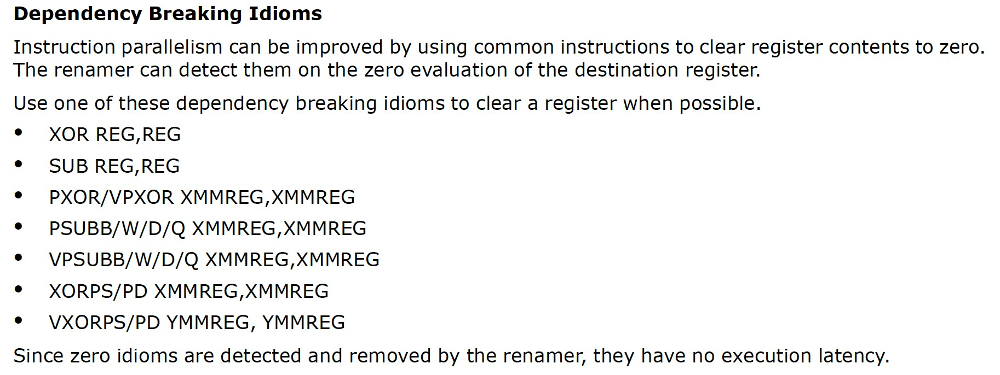 Dependency Breaking Idioms
Instruction parallelism can be improved by using common instructions to clear register contents to zero.
The renamer can detect them on the zero evaluation of the destination register.
Use one of these dependency breaking idioms to clear a register when possible.
• XOR REG,REG
• SUB REG,REG
• PXOR/VPXOR XMMREG,XMMREG
• PSUBB/W/D/Q XMMREG,XMMREG
• VPSUBB/W/D/Q XMMREG,XMMREG
• XORPS/PD XMMREG,XMMREG
• VXORPS/PD YMMREG, YMMREG
Since zero idioms are detected and removed by the renamer, they have no execution latency.